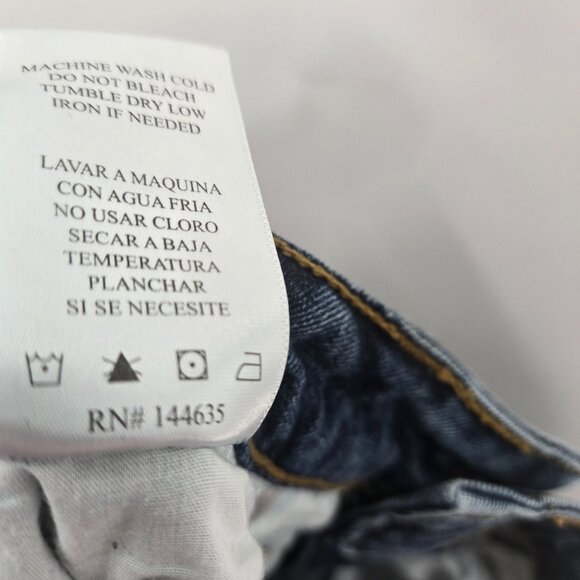 MACHINE WASH COLD
DO NOT BLEACH
TUMBLE DRY LOW
IRON IF NEEDED
LAVAR A MAQUINA
CON AGUA FRIA
NO USAR CLORO
SECAR A BAJA
TEMPERATURA
PLANCHAR
SI SE NECESITE
RN# 144635